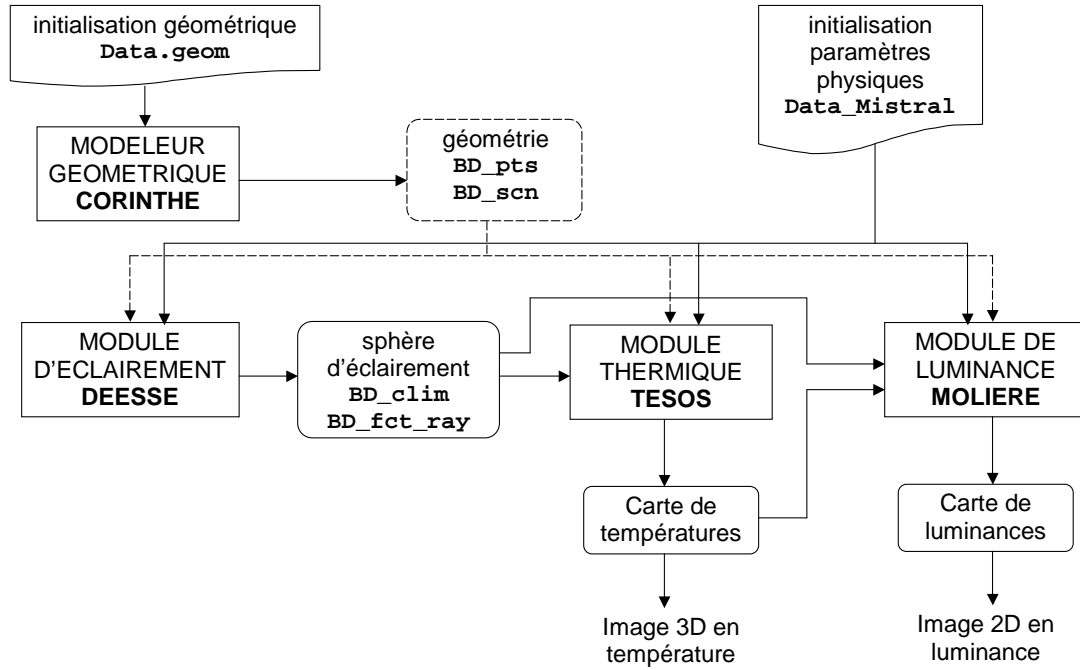 initialisation géométrique
Data.geom
initialisation
paramètres
physiques
Data_Mistral
MODELEUR
GEOMETRIQUE
CORINTHE
géométrie
BD_pts
BD_scn
MODULE
D'ECLAIREMENT
DEESSE
sphère
d'éclairement
BD_clim
BD_fct_ray
MODULE
THERMIQUE
TESOS
MODULE DE
LUMINANCE
MOLIERE
Carte de
températures
Carte de
luminances
Image 3D en
température
Image 2D en
luminance